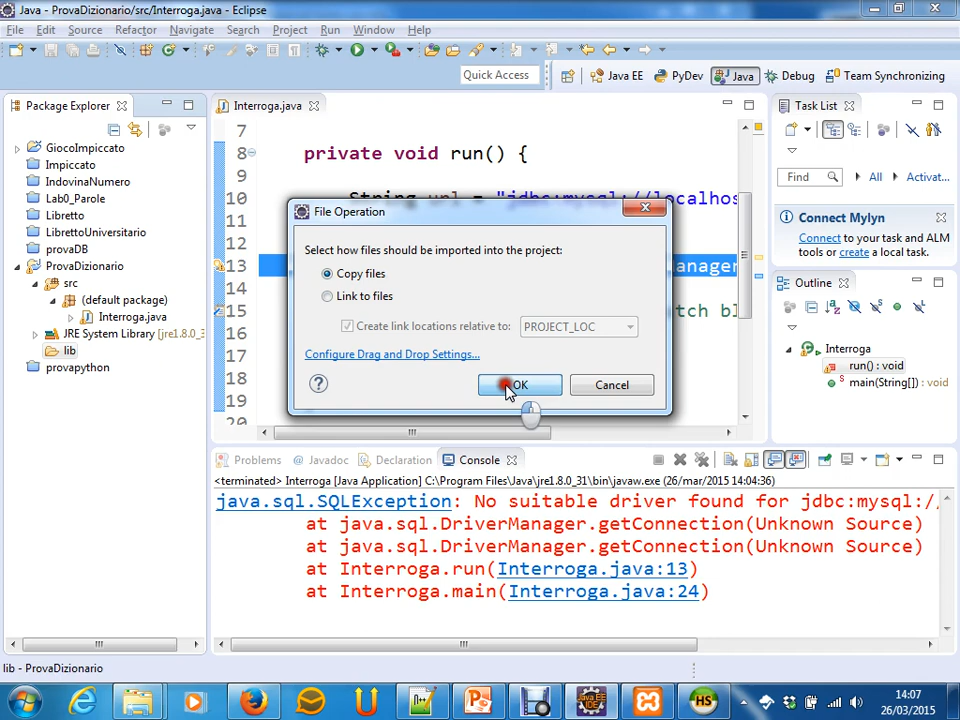 Java - ProvaDizionario/src/Interroga.java - Eclipse
File Edit Source Refactor Navigate Search Project Run Window Help
Quick Access
Java EE PyDev Java Debug Team Synchronizing
Package Explorer
GiocoImpiccato
Impiccato
IndovinaNumero
Lab0_Parole
Libretto
LibrettoUniversitario
provaDB
ProvaDizionario
src
(default package)
Interroga.java
JRE System Library [jre1.8.0_3
lib
provapython
Interroga.java
7
8 private void run() {
9
10 String url = "jdbc:mysql://localhos
11
12
13 anager
14
15 tch bl
16
17
18
19
20
File Operation
Select how files should be imported into the project:
Copy files
Link to files
Create link locations relative to: PROJECT_LOC
Configure Drag and Drop Settings...
OK Cancel
Task List
Find All Activat...
Connect Mylyn
Connect to your task and ALM
tools or create a local task.
Outline
Interroga
run() : void
main(String[]) : void
Problems Javadoc Declaration Console
<terminated> Interroga [Java Application] C:\Program Files\Java\jre1.8.0_31\bin\javaw.exe (26/mar/2015 14:04:36)
java.sql.SQLException: No suitable driver found for jdbc:mysql:/
at java.sql.DriverManager.getConnection(Unknown Source)
at java.sql.DriverManager.getConnection(Unknown Source)
at Interroga.run(Interroga.java:13)
at Interroga.main(Interroga.java:24)
lib - ProvaDizionario
14:07
26/03/2015